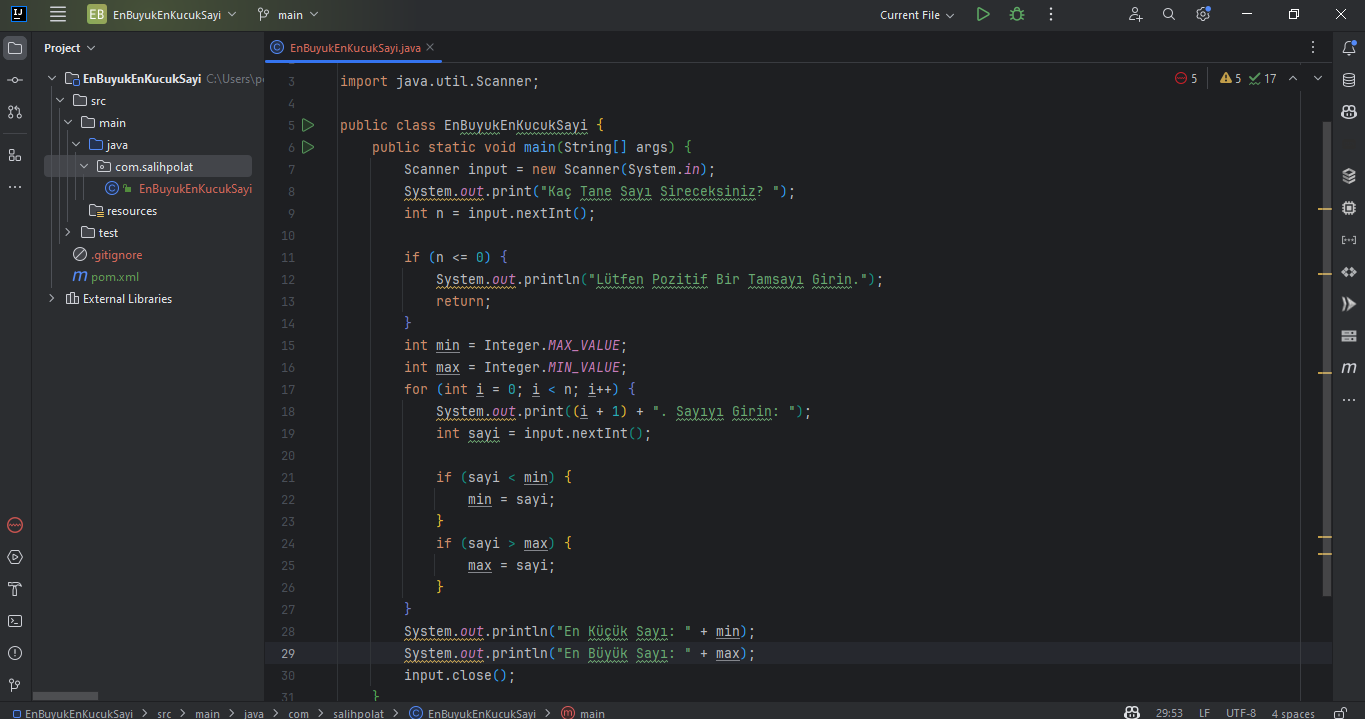 IJ EB EnBuyukEnKucukSayi main Current File
Project
EnBuyukEnKucukSayi.java
EnBuyukEnKucukSayi C:\Users\p
src
main
java
com.salihpolat
EnBuyukEnKucukSayi
resources
test
.gitignore
pom.xml
External Libraries
5 5 17
3 import java.util.Scanner;
4
5 public class EnBuyukEnKucukSayi {
6 public static void main(String[] args) {
7 Scanner input = new Scanner(System.in);
8 System.out.print("Kaç Tane Sayı Sireceksiniz? ");
9 int n = input.nextInt();
10
11 if (n <= 0) {
12 System.out.println("Lütfen Pozitif Bir Tamsayı Girin.");
13 return;
14 }
15 int min = Integer.MAX_VALUE;
16 int max = Integer.MIN_VALUE;
17 for (int i = 0; i < n; i++) {
18 System.out.print((i + 1) + ". Sayıyı Girin: ");
19 int sayi = input.nextInt();
20
21 if (sayi < min) {
22 min = sayi;
23 }
24 if (sayi > max) {
25 max = sayi;
26 }
27 }
28 System.out.println("En Küçük Sayı: " + min);
29 System.out.println("En Büyük Sayı: " + max);
30 input.close();
31 }
EnBuyukEnKucukSayi > src > main > java > com > salihpolat > EnBuyukEnKucukSayi > main 29:53 LF UTF-8 4 spaces